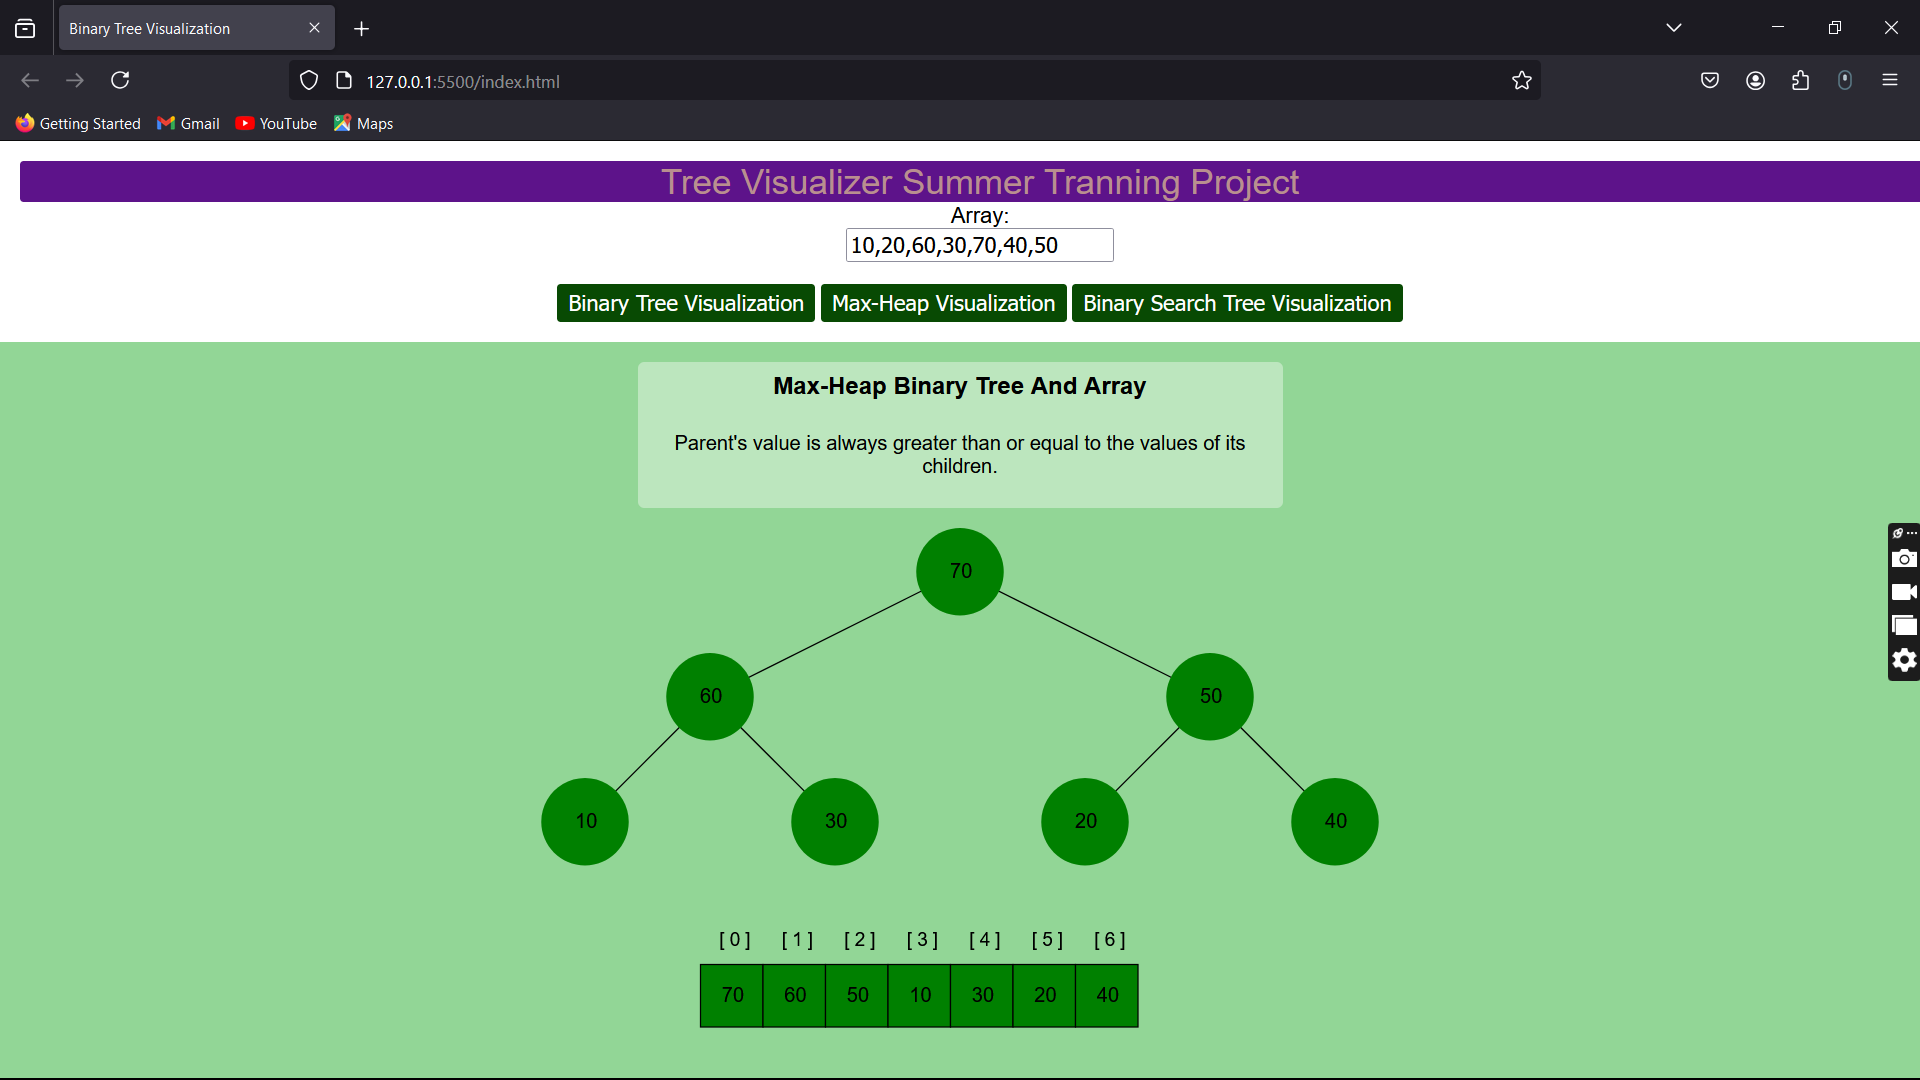 Binary Tree Visualization
127.0.0.1:5500/index.html
Getting Started Gmail YouTube Maps
Tree Visualizer Summer Tranning Project
Array:
10,20,60,30,70,40,50
Binary Tree Visualization Max-Heap Visualization Binary Search Tree Visualization
Max-Heap Binary Tree And Array
Parent's value is always greater than or equal to the values of its
children.
70
60 50
10 30 20 40
[ 0 ] [ 1 ] [ 2 ] [ 3 ] [ 4 ] [ 5 ] [ 6 ]
70 60 50 10 30 20 40